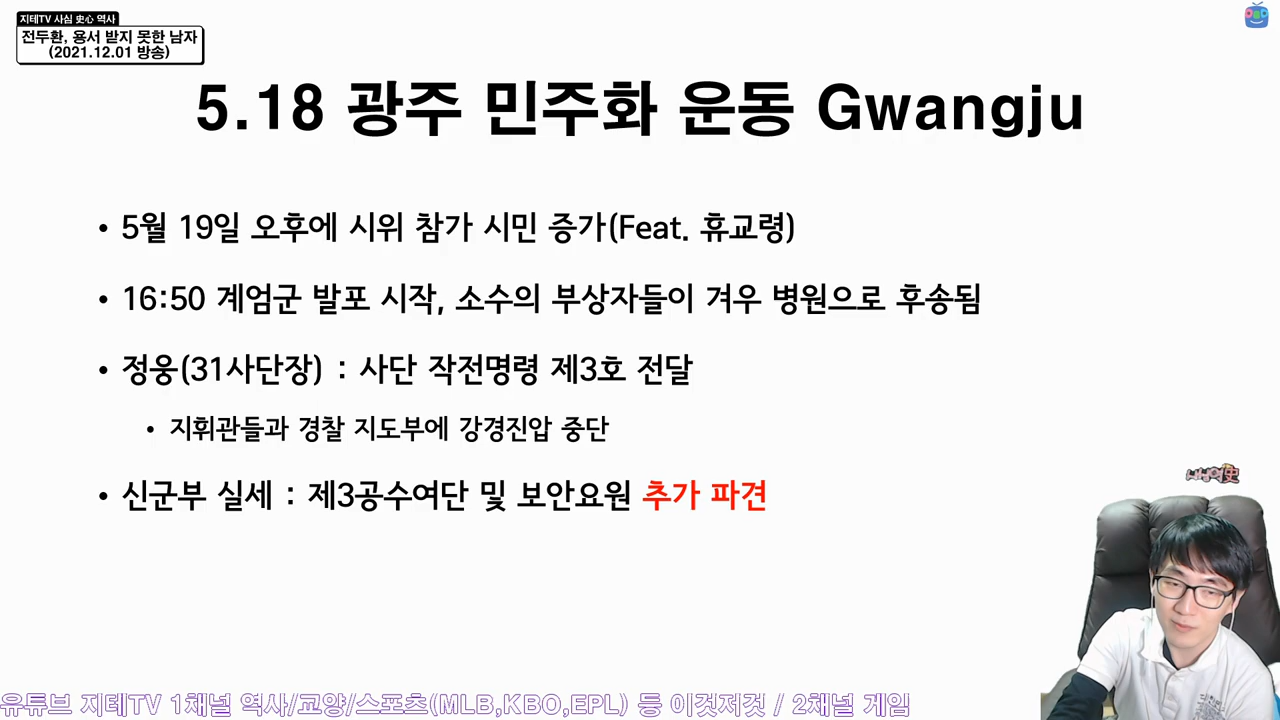 지테TV 사심 史心 역사
전두환, 용서 받지 못한 남자
(2021.12.01 방송)
5.18 광주 민주화 운동 Gwangju
• 5월 19일 오후에 시위 참가 시민 증가(Feat. 휴교령)
• 16:50 계엄군 발포 시작, 소수의 부상자들이 겨우 병원으로 후송됨
• 정웅(31사단장) : 사단 작전명령 제3호 전달
• 지휘관들과 경찰 지도부에 강경진압 중단
• 신군부 실세 : 제3공수여단 및 보안요원 추가 파견
유튜브 지테TV 1채널 역사/교양/스포츠(MLB,KBO,EPL) 등 이것저것 / 2채널 게임